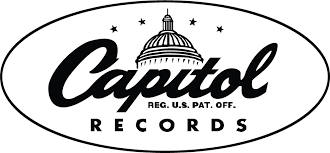 Capitol
REG. U.S. PAT. OFF.
RECORDS